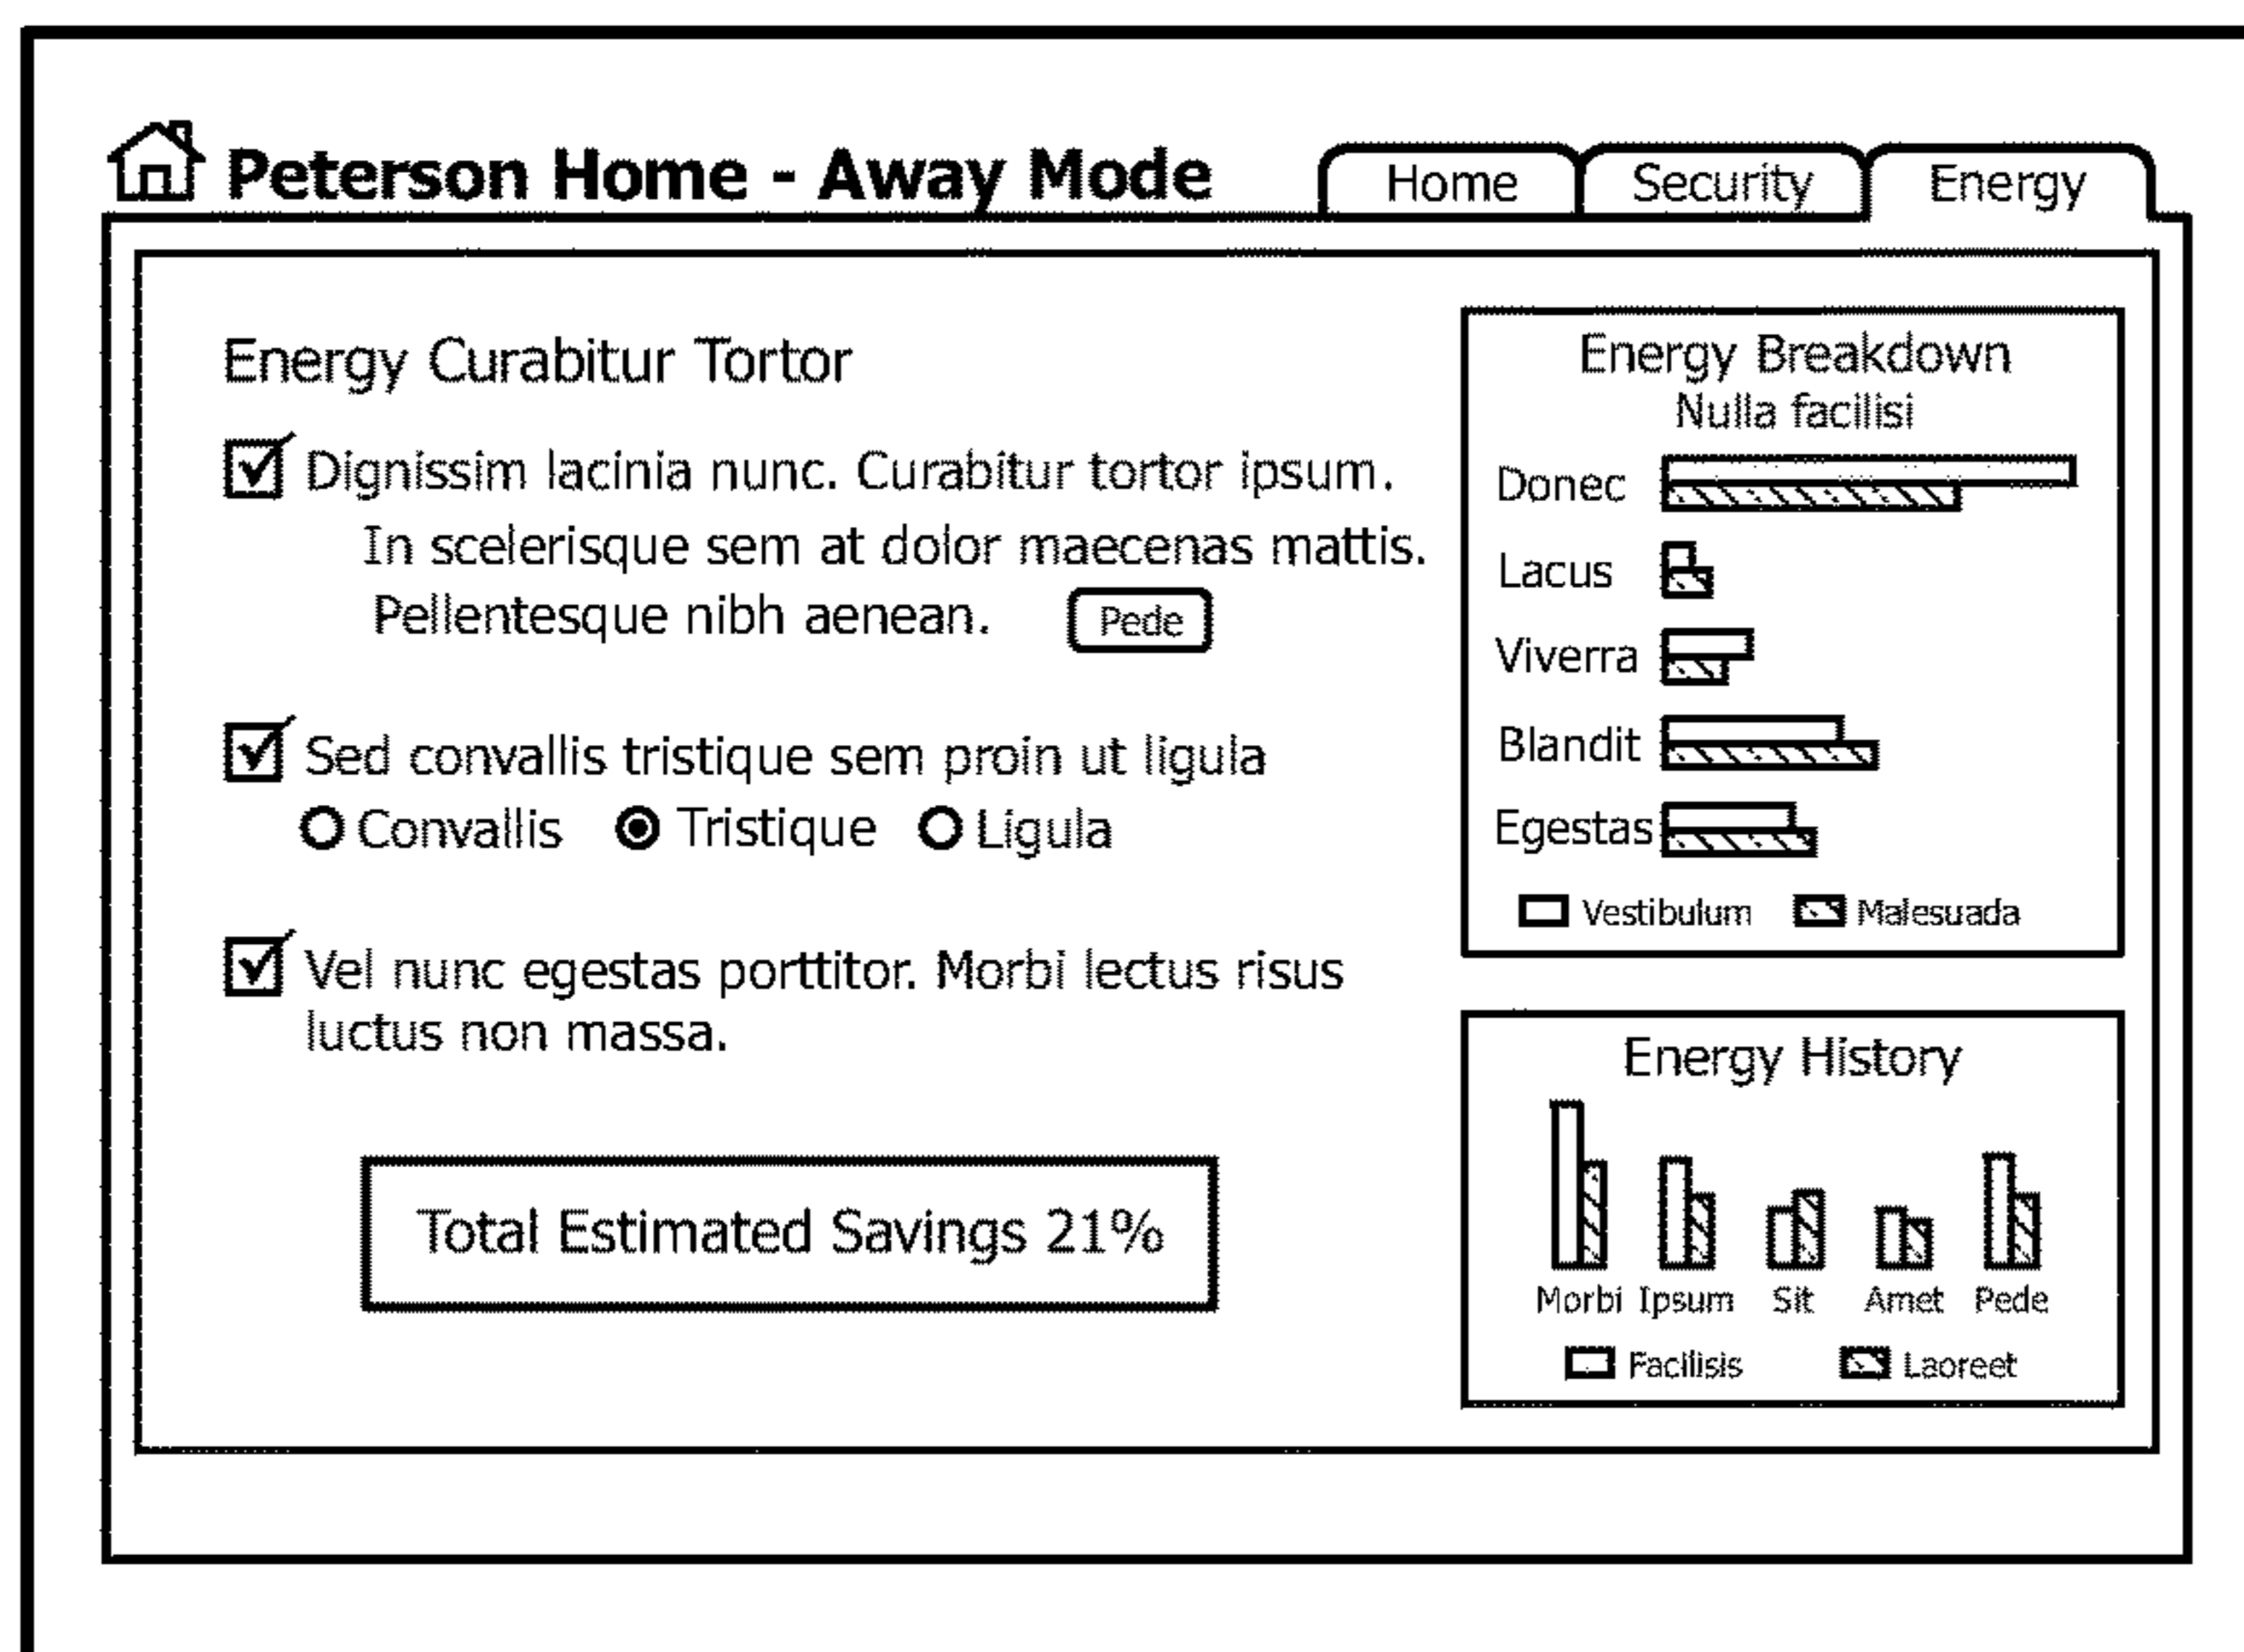 Peterson Home - Away Mode
Home
Security
Energy
Energy Curabitur Tortor
Dignissim lacinia nunc. Curabitur tortor ipsum.
In scelerisque sem at dolor maecenas mattis.
Pellentesque nibh aenean.
Pede
Sed convallis tristique sem proin ut ligula
Convallis Tristique Ligula
Vel nunc egestas porttitor. Morbi lectus risus
luctus non massa.
Total Estimated Savings 21%
Energy Breakdown
Nulla facilisi
Donec
Lacus
Viverra
Blandit
Egestas
Vestibulum Malesuada
Energy History
Morbi Ipsum Sit Amet Pede
Facilisis Laoreet